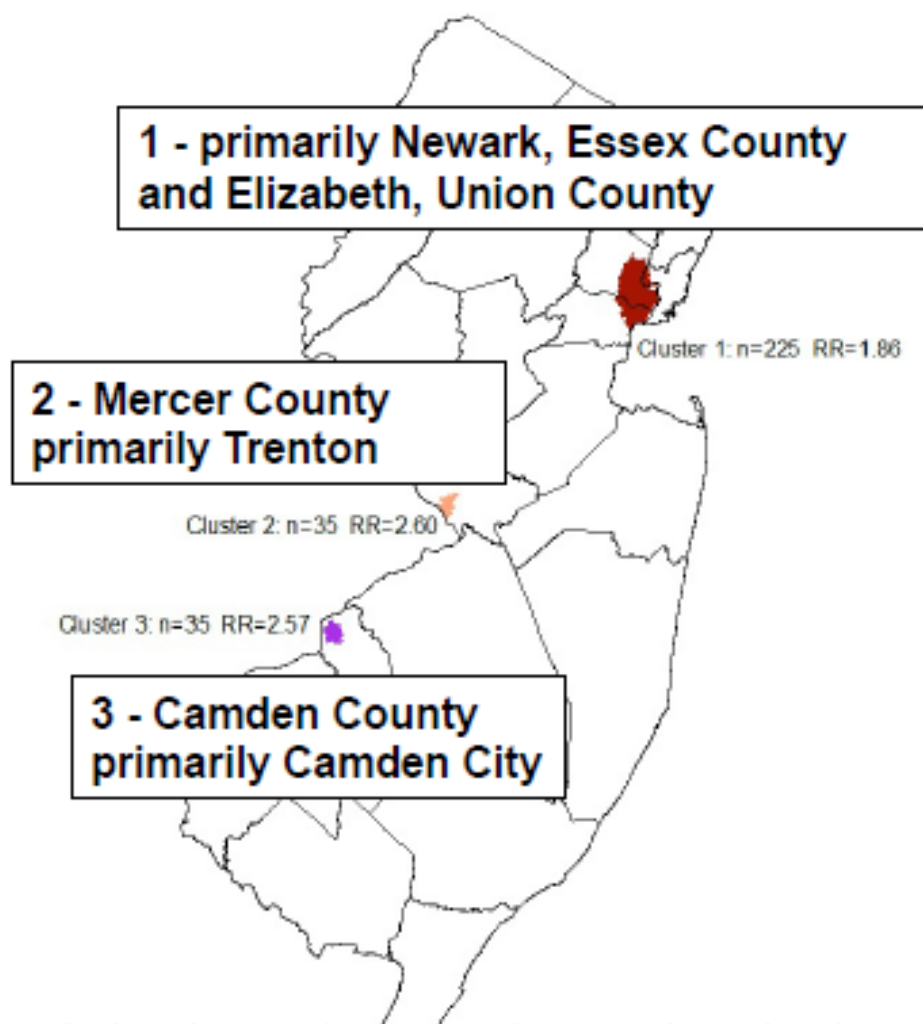 1 - primarily Newark, Essex County
and Elizabeth, Union County
Cluster 1: n=225 RR=1.86
2 - Mercer County
primarily Trenton
Cluster 2: n=35 RR=2.60
Cluster 3: n=35 RR=2.57
3 - Camden County
primarily Camden City